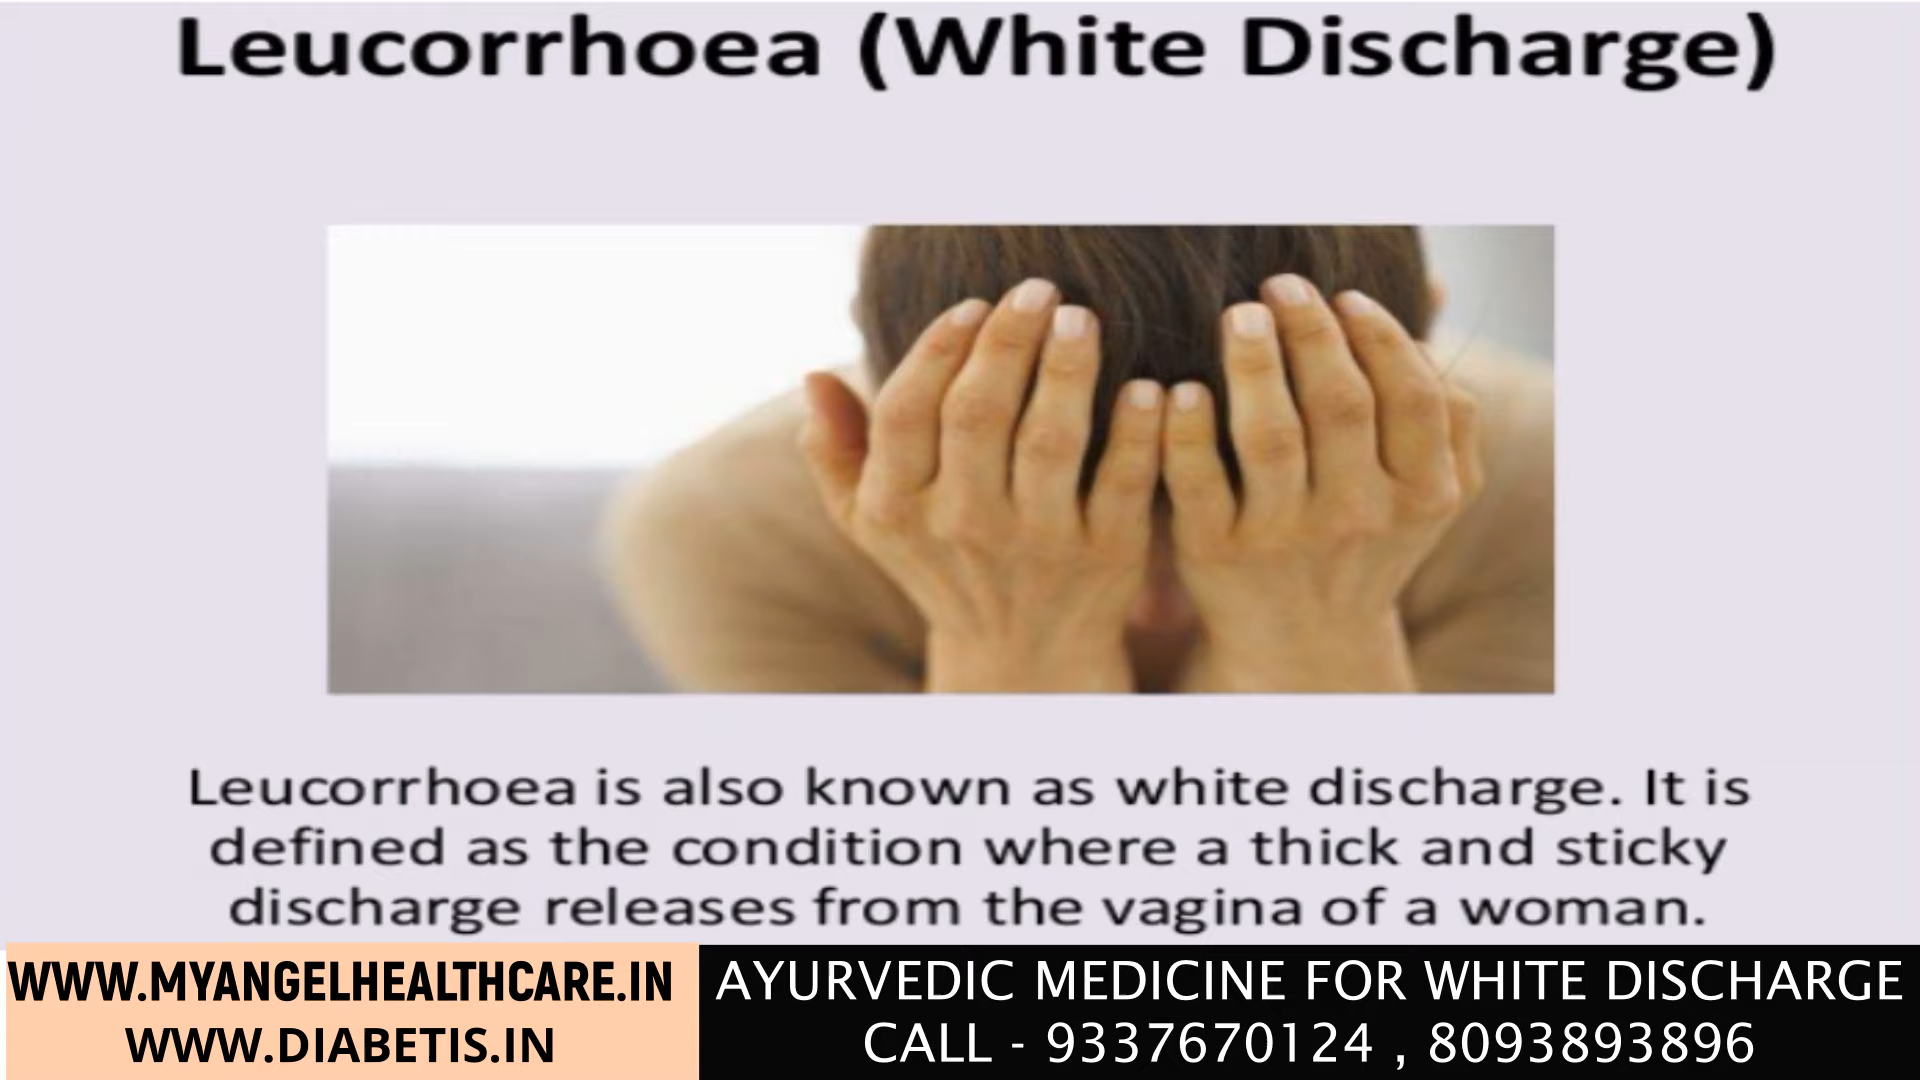 Leucorrhoea (White Discharge)
Leucorrhoea is also known as white discharge. It is
defined as the condition where a thick and sticky
discharge releases from the vagina of a woman.
WWW.MYANGELHEALTHCARE.IN
WWW.DIABETIS.IN
AYURVEDIC MEDICINE FOR WHITE DISCHARGE
CALL - 9337670124 , 8093893896